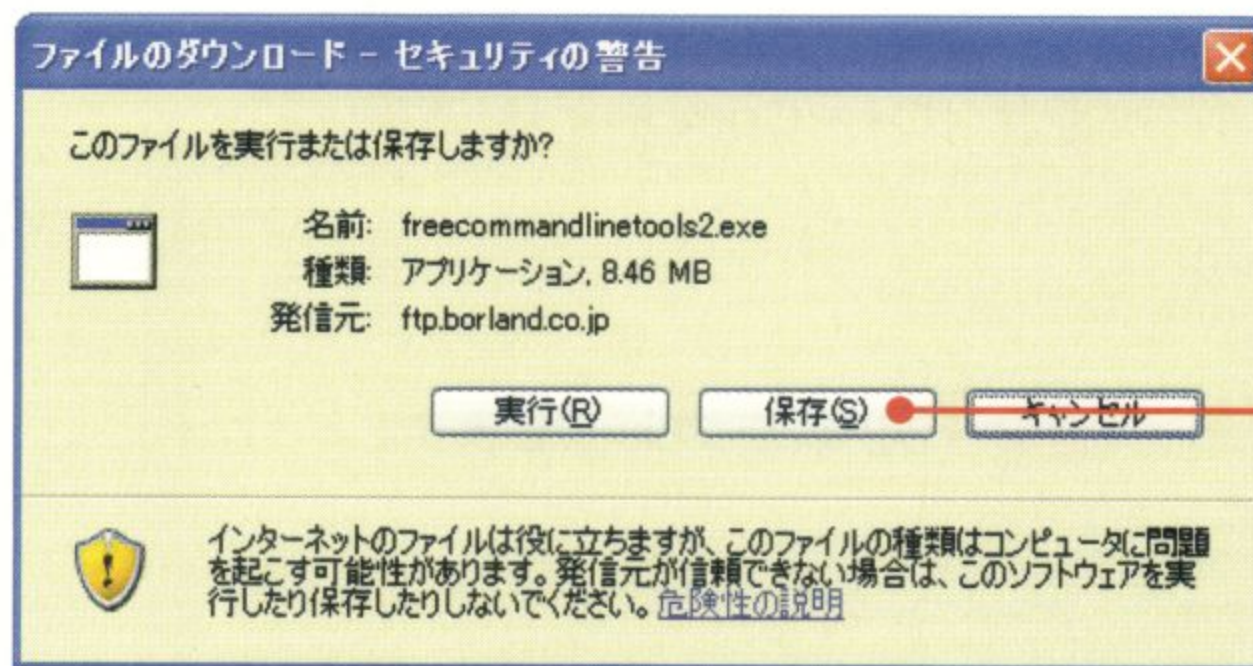 ファイルのダウンロード - セキュリティの警告
このファイルを実行または保存しますか?
名前: freecommandlinetools2.exe
種類: アプリケーション, 8.46 MB
発信元: ftp.borland.co.jp
実行(R) 保存(S) キャンセル
インターネットのファイルは役に立ちますが、このファイルの種類はコンピュータに問題
を起こす可能性があります。発信元が信頼できない場合は、このソフトウェアを実
行したり保存したりしないでください。危険性の説明